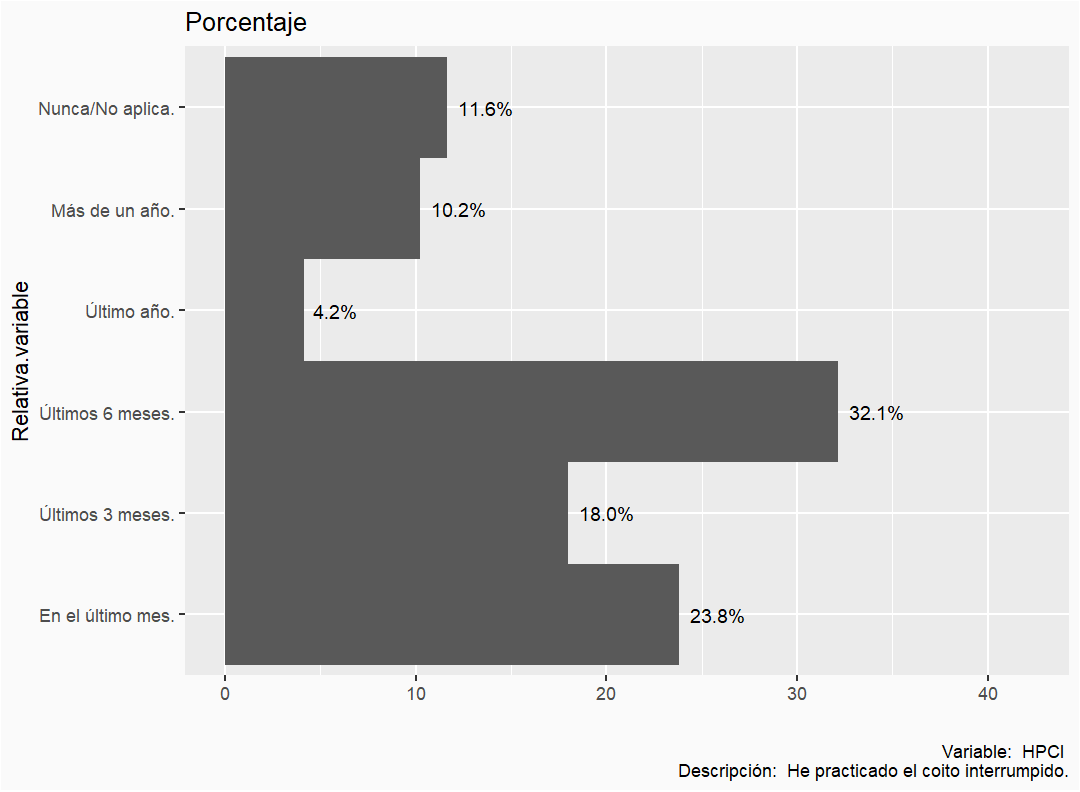 Porcentaje
Nunca/No aplica.
11.6%
Más de un año.
10.2%
Último año.
4.2%
Últimos 6 meses.
32.1%
Últimos 3 meses.
18.0%
En el último mes.
23.8%
Relativa.variable
0 10 20 30 40
Variable: HPCI
Descripción: He practicado el coito interrumpido.